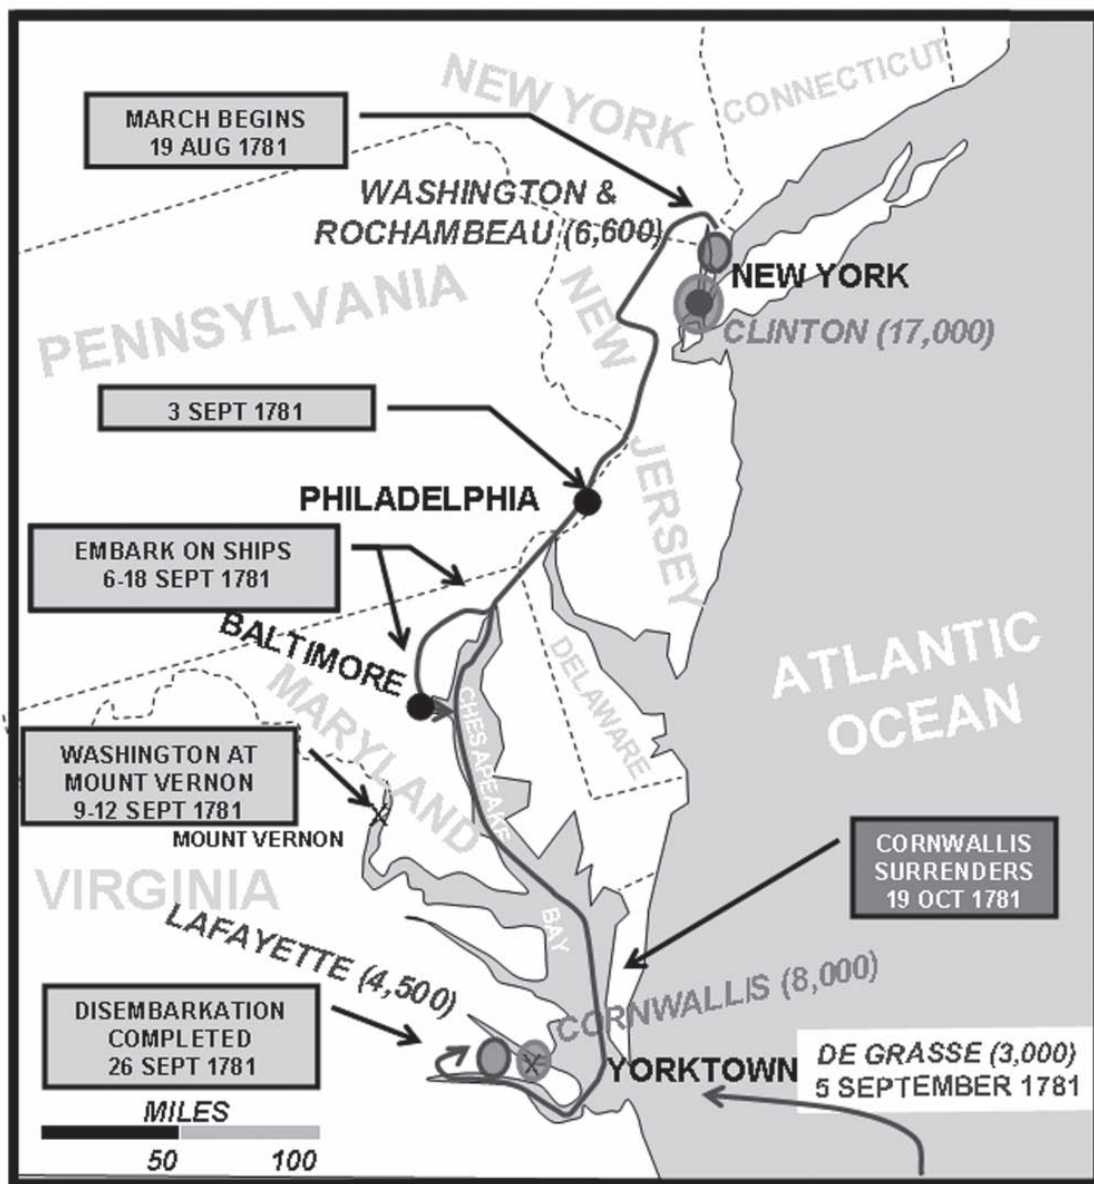 NEW YORK
CONNECTICUT
MARCH BEGINS
19 AUG 1781
WASHINGTON &
ROCHAMBEAU (6,600)
NEW YORK
CLINTON (17,000)
PENNSYLVANIA
NEW
JERSEY
3 SEPT 1781
PHILADELPHIA
EMBARK ON SHIPS
6-18 SEPT 1781
BALTIMORE
MARYLAND
DELAWARE
CHESAPEAKE
BAY
ATLANTIC
OCEAN
WASHINGTON AT
MOUNT VERNON
9-12 SEPT 1781
MOUNT VERNON
VIRGINIA
CORNWALLIS
SURRENDERS
19 OCT 1781
LAFAYETTE (4,500)
CORNWALLIS (8,000)
DISEMBARKATION
COMPLETED
26 SEPT 1781
YORKTOWN
DE GRASSE (3,000)
5 SEPTEMBER 1781
MILES
50 100